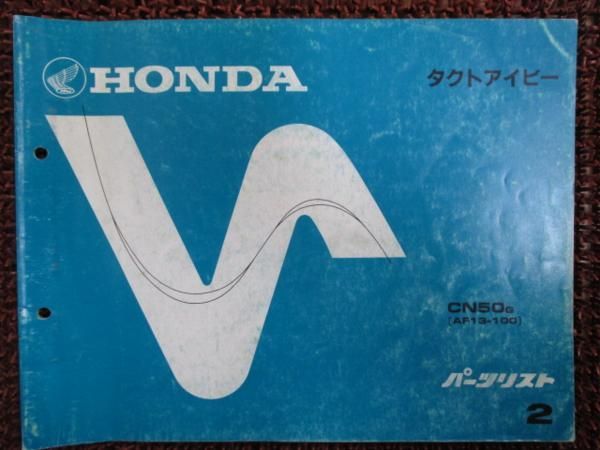 HONDA
タクトアイビー
CN50G
(AF13-100)
パーツリスト
2